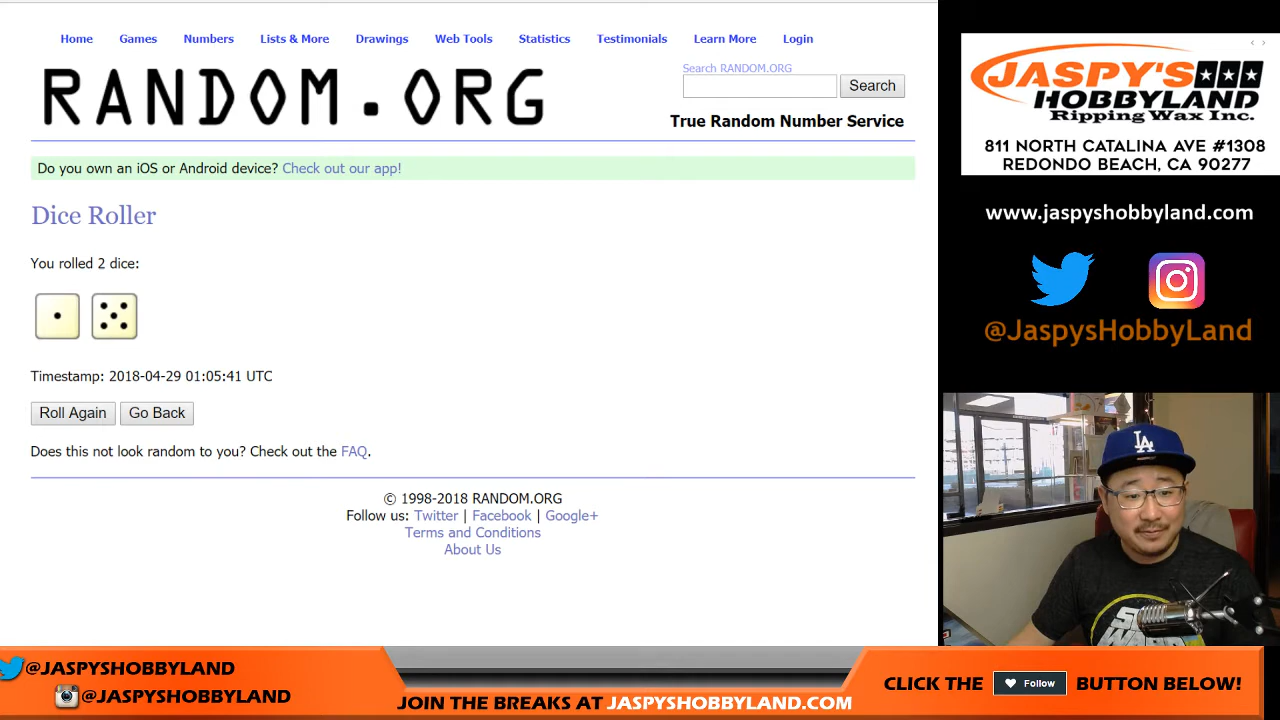 Home Games Numbers Lists & More Drawings Web Tools Statistics Testimonials Learn More Login
RANDOM.ORG
Search RANDOM.ORG
Search
True Random Number Service
Do you own an iOS or Android device? Check out our app!
Dice Roller
You rolled 2 dice:
Timestamp: 2018-04-29 01:05:41 UTC
Roll Again Go Back
Does this not look random to you? Check out the FAQ.
© 1998-2018 RANDOM.ORG
Follow us: Twitter | Facebook | Google+
Terms and Conditions
About Us
JASPY'S
HOBBYLAND
Ripping Wax Inc.
811 NORTH CATALINA AVE #1308
REDONDO BEACH, CA 90277
www.jaspyshobbyland.com
@JaspysHobbyLand
LA
@JASPYSHOBBYLAND
@JASPYSHOBBYLAND
JOIN THE BREAKS AT JASPYSHOBBYLAND.COM
CLICK THE Follow BUTTON BELOW!